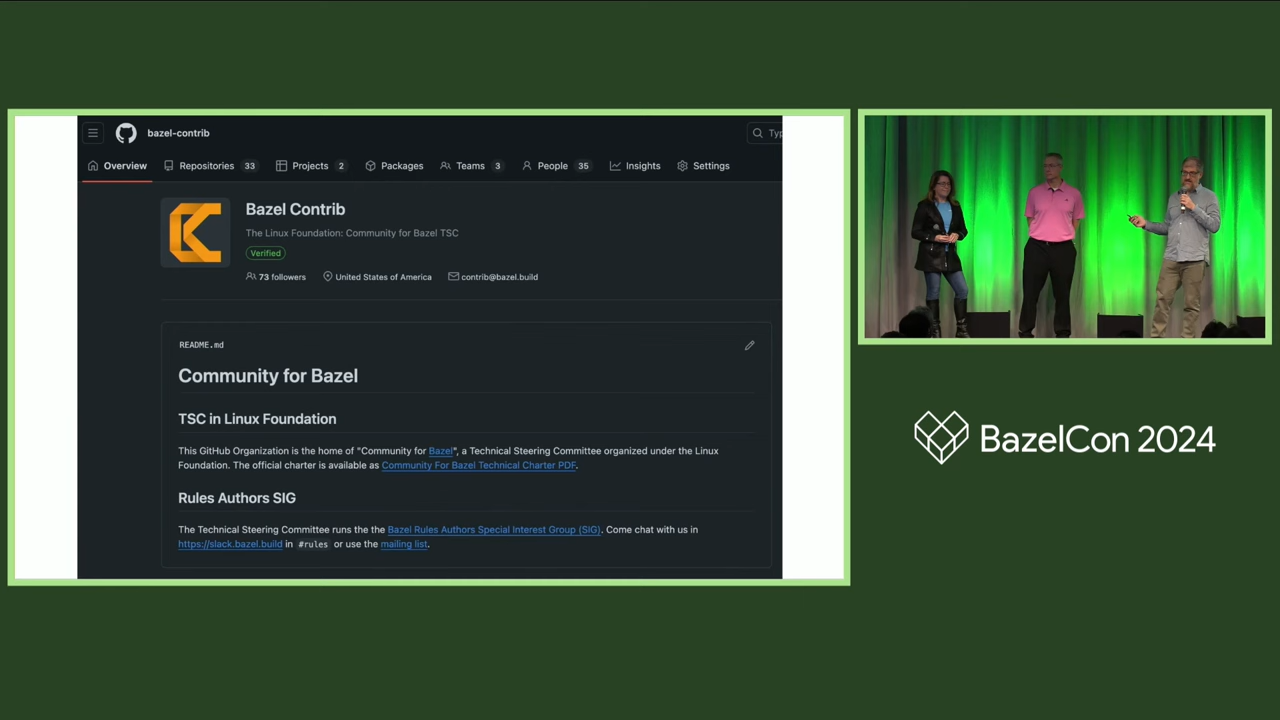 bazel-contrib
Typ
Overview
Repositories 33
Projects 2
Packages
Teams 3
People 35
Insights
Settings
Bazel Contrib
The Linux Foundation: Community for Bazel TSC
Verified
73 followers
United States of America
contrib@bazel.build
README.md
Community for Bazel
TSC in Linux Foundation
This GitHub Organization is the home of "Community for Bazel", a Technical Steering Committee organized under the Linux
Foundation. The official charter is available as Community For Bazel Technical Charter PDF.
Rules Authors SIG
The Technical Steering Committee runs the the Bazel Rules Authors Special Interest Group (SIG). Come chat with us in
https://slack.bazel.build in #rules or use the mailing list.
BazelCon 2024